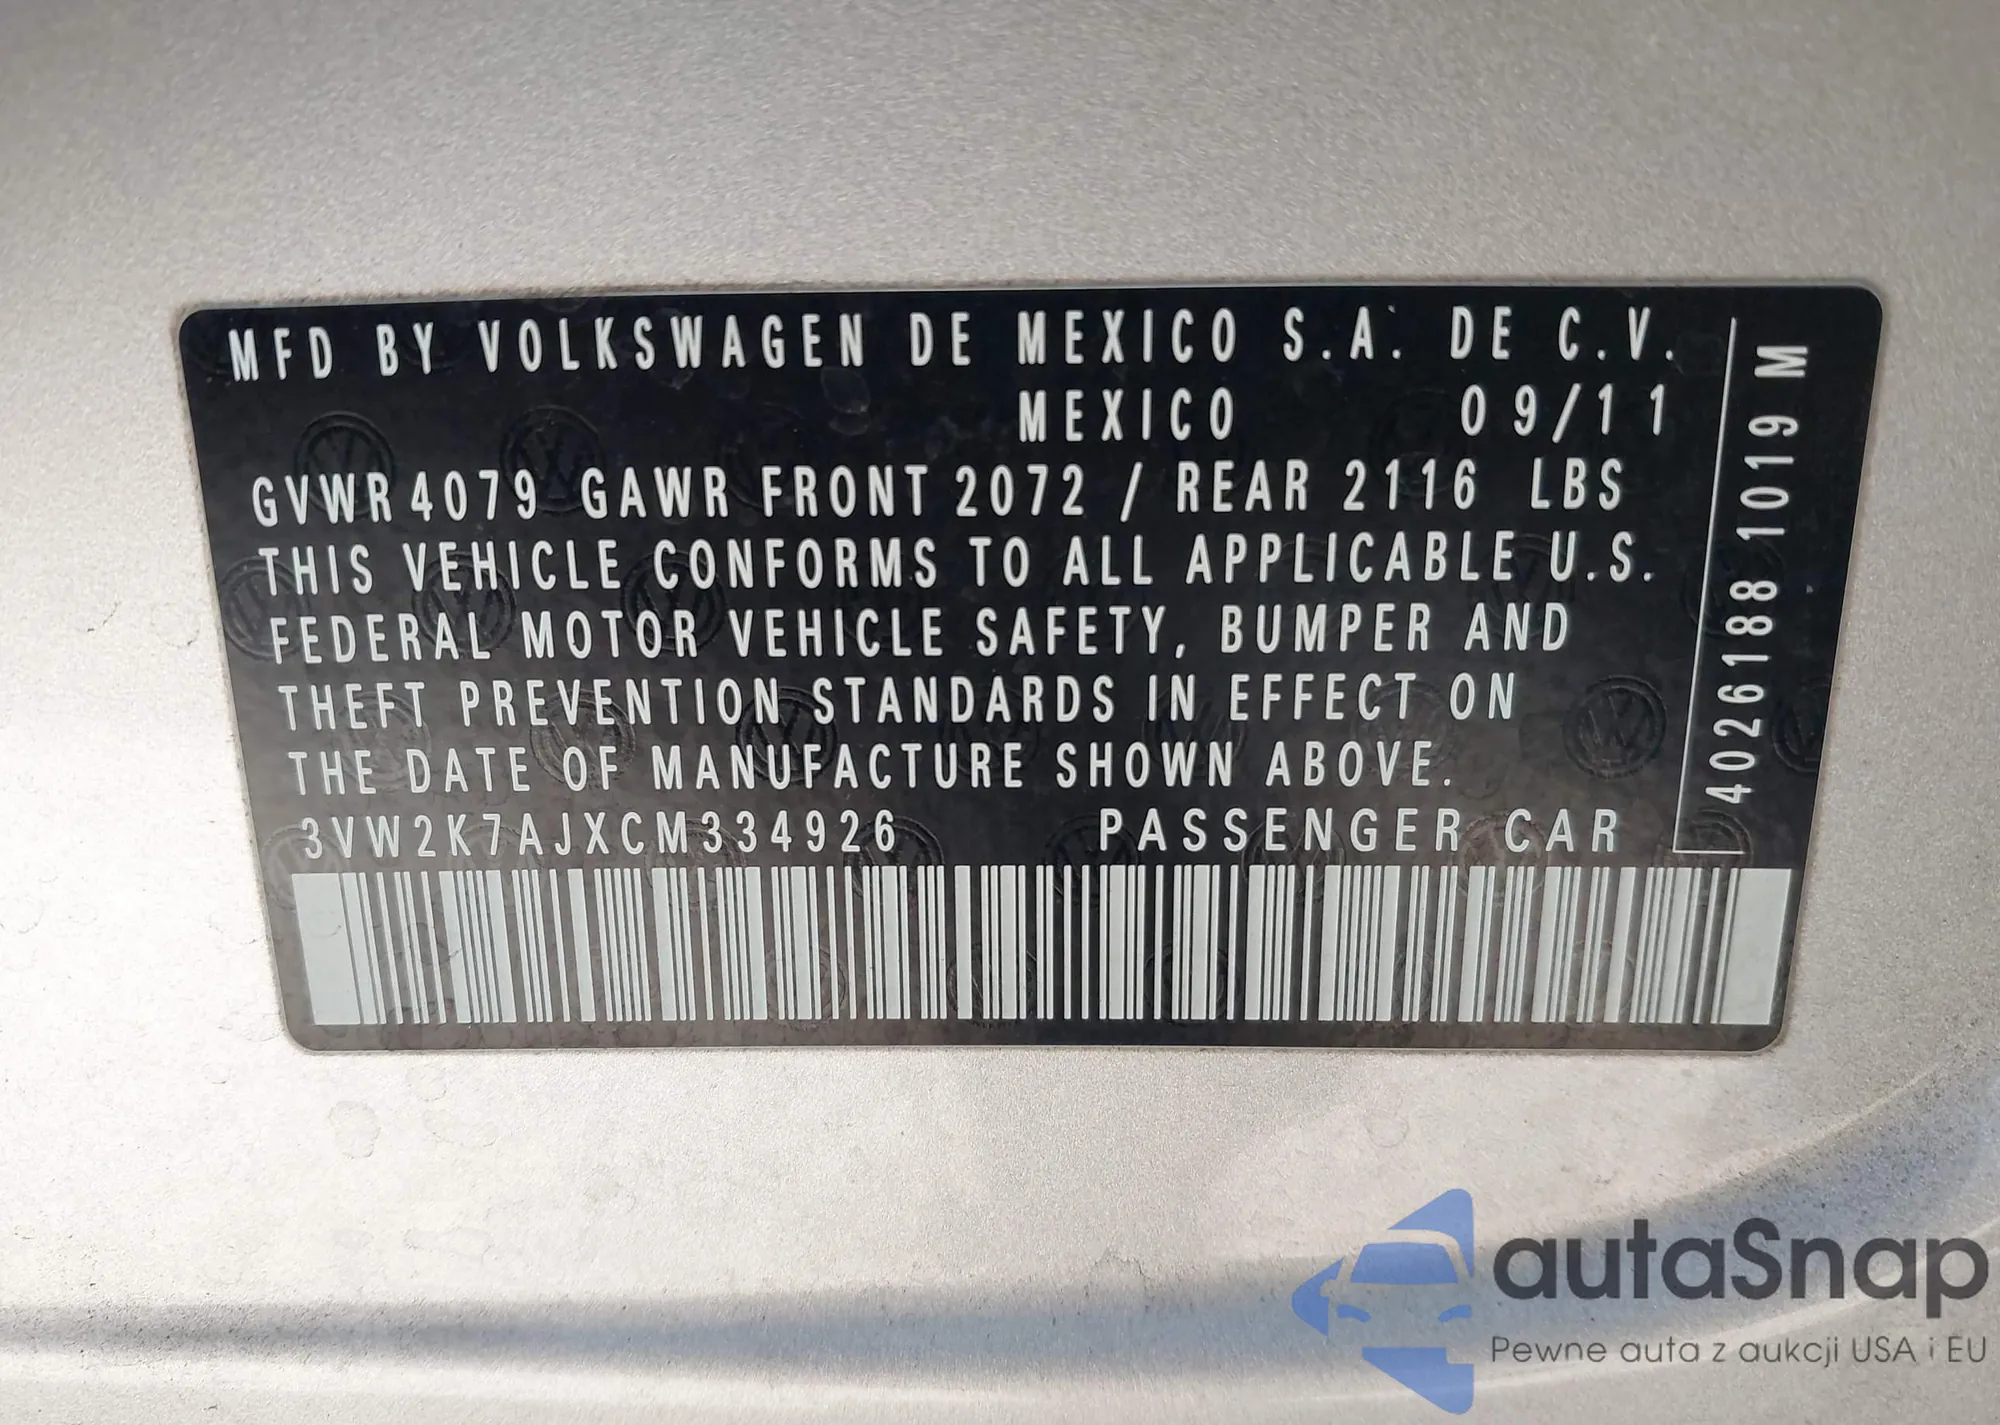 MFD BY VOLKSWAGEN DE MEXICO S.A. DE C.V.
MEXICO 09/11
GVWR 4079 GAWR FRONT 2072 / REAR 2116 LBS
THIS VEHICLE CONFORMS TO ALL APPLICABLE U.S.
FEDERAL MOTOR VEHICLE SAFETY, BUMPER AND
THEFT PREVENTION STANDARDS IN EFFECT ON
THE DATE OF MANUFACTURE SHOWN ABOVE.
3VW2K7AJXCM334926 PASSENGER CAR
4026188 1019 M
autaSnap
Pewne auta z aukcji USA i EU